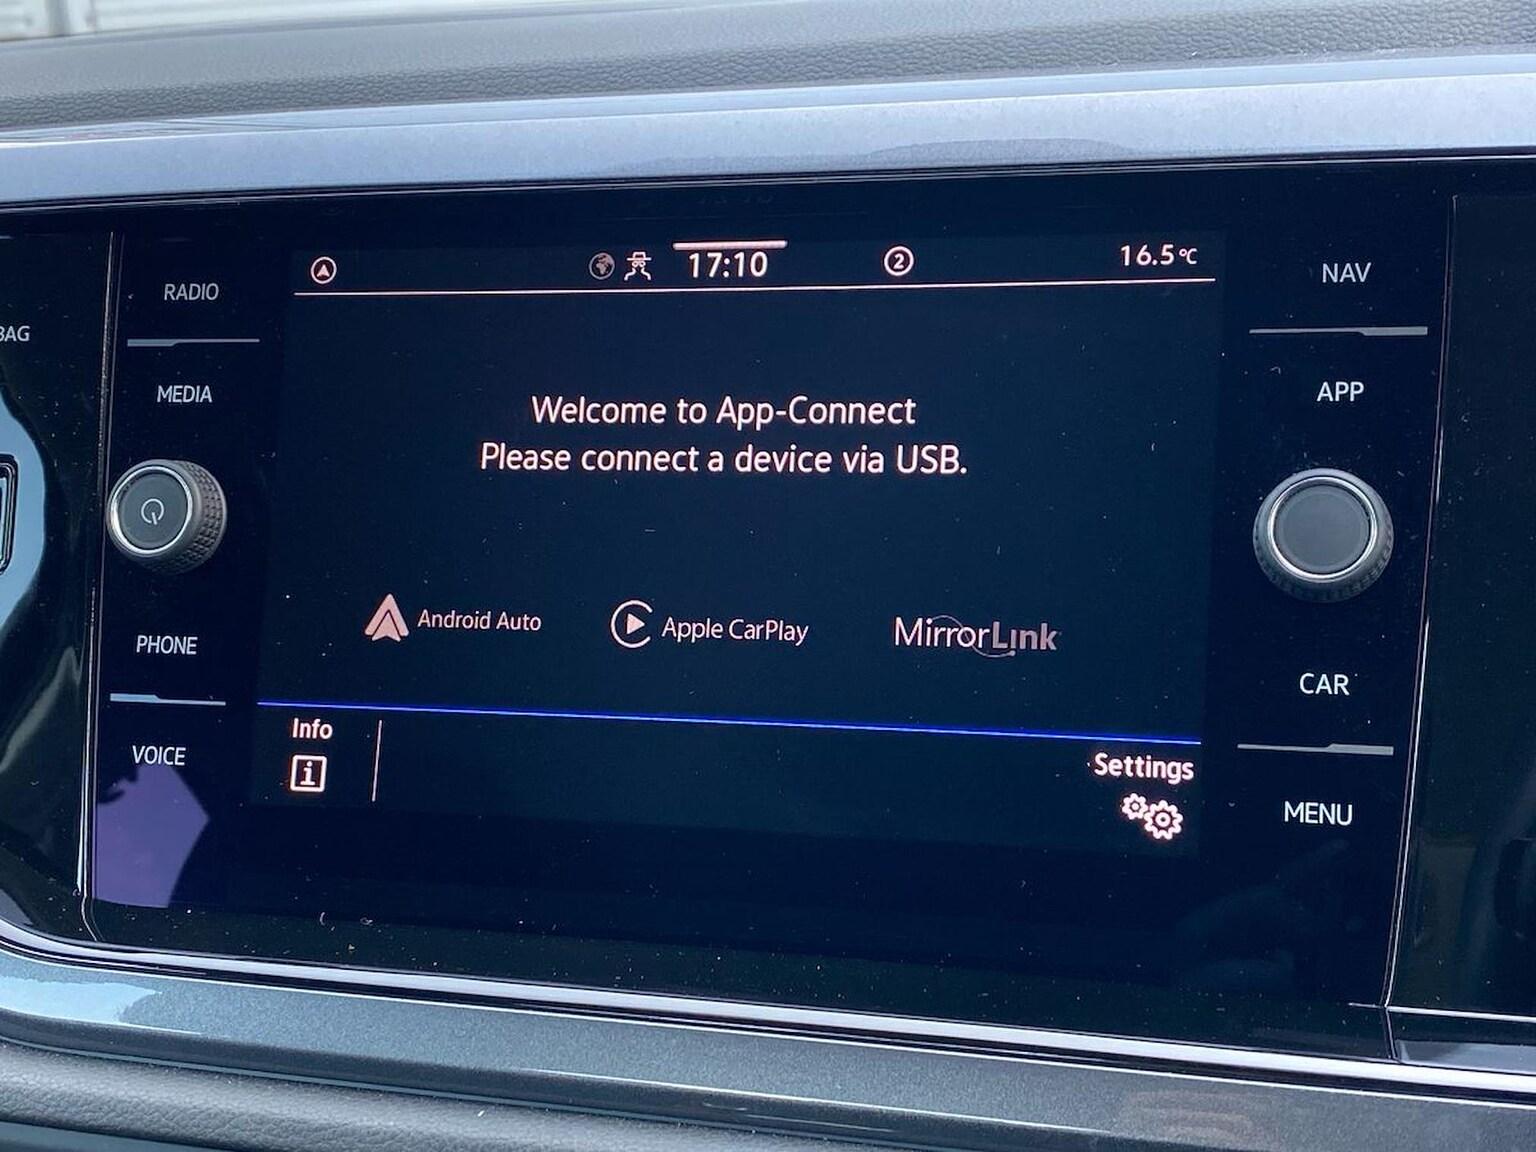 17:10
2
16.5°C
RADIO
BAG
MEDIA
PHONE
VOICE
Welcome to App-Connect
Please connect a device via USB.
Android Auto
Apple CarPlay
MirrorLink
Info
i
Settings
NAV
APP
CAR
MENU